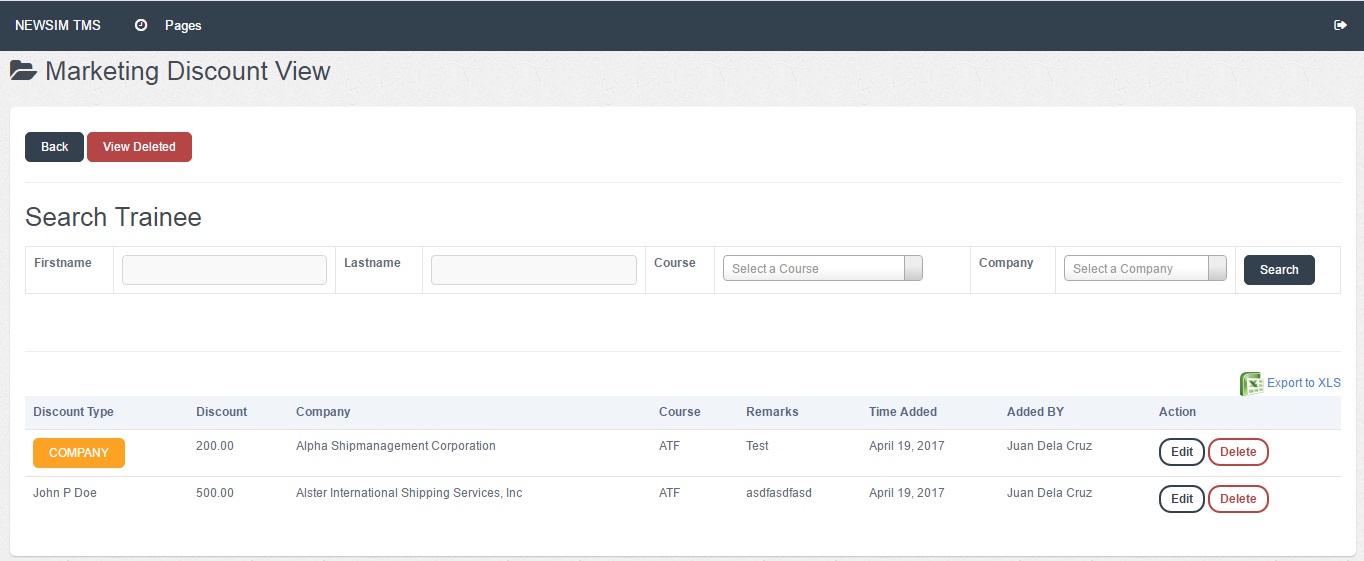 NEWSIM TMS Pages
Marketing Discount View
Back View Deleted
Search Trainee
Firstname Lastname Course Select a Course Company Select a Company Search
Export to XLS
Discount Type Discount Company Course Remarks Time Added Added BY Action
COMPANY 200.00 Alpha Shipmanagement Corporation ATF Test April 19, 2017 Juan Dela Cruz Edit Delete
John P Doe 500.00 Alster International Shipping Services, Inc ATF asdfasdfasd April 19, 2017 Juan Dela Cruz Edit Delete